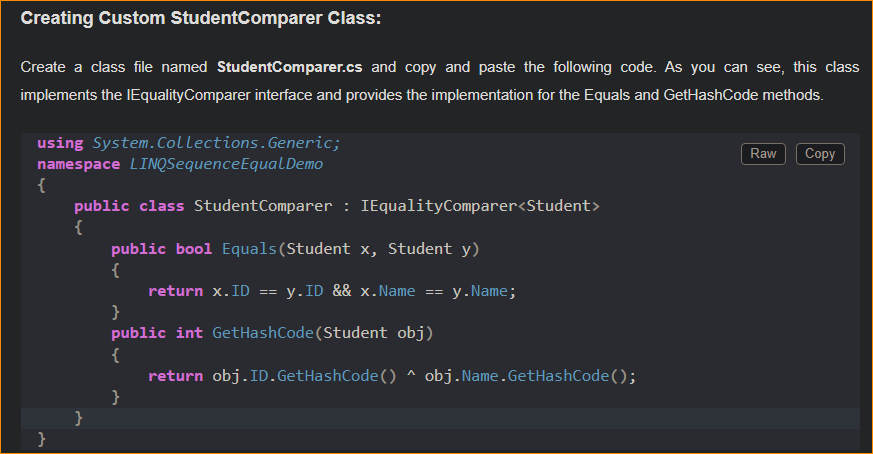 Creating Custom StudentComparer Class:
Create a class file named StudentComparer.cs and copy and paste the following code. As you can see, this class
implements the IEqualityComparer interface and provides the implementation for the Equals and GetHashCode methods.
using System.Collections.Generic;
Raw Copy
namespace LINQSequenceEqualDemo
{
    public class StudentComparer : IEqualityComparer<Student>
    {
        public bool Equals(Student x, Student y)
        {
            return x.ID == y.ID && x.Name == y.Name;
        }
        public int GetHashCode(Student obj)
        {
            return obj.ID.GetHashCode() ^ obj.Name.GetHashCode();
        }
    }
}